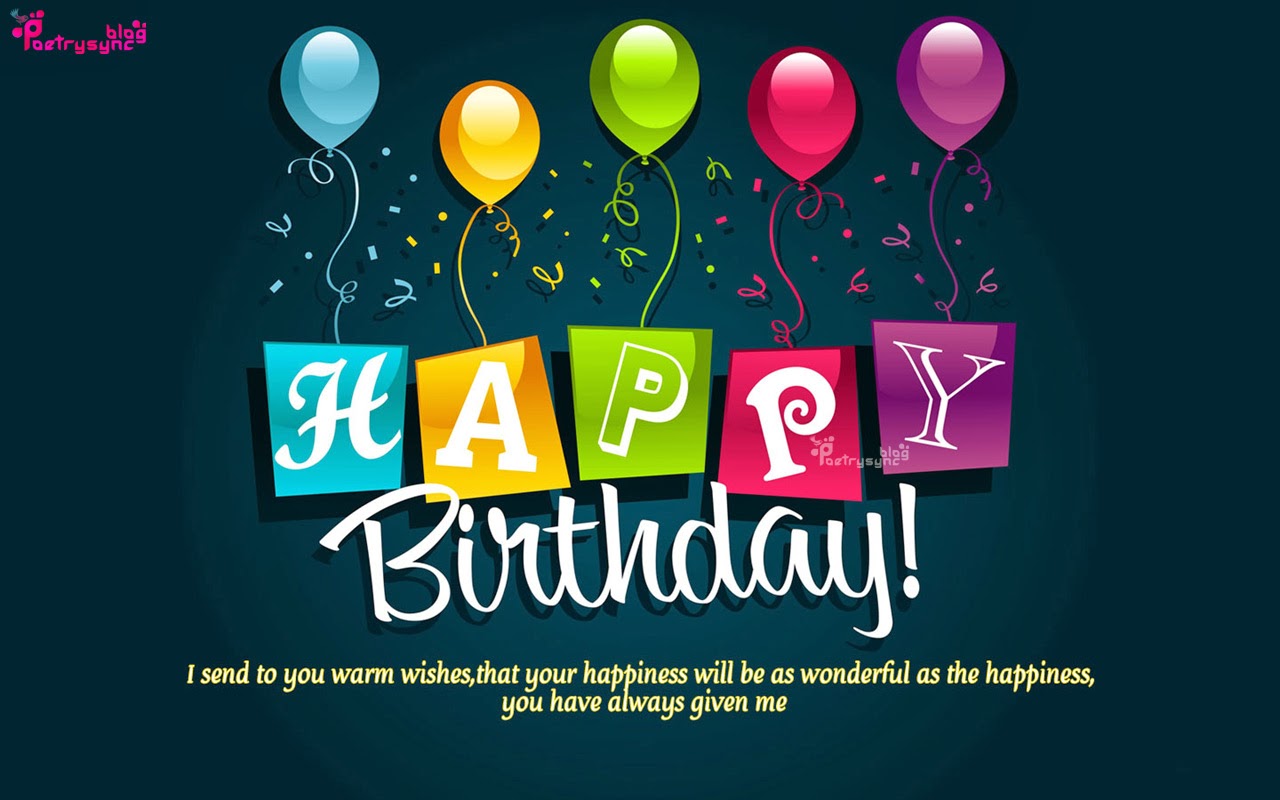 Poetrysync blog
HAPPY
Poetrysync blog
Birthday!
I send to you warm wishes,that your happiness will be as wonderful as the happiness,
you have always given me